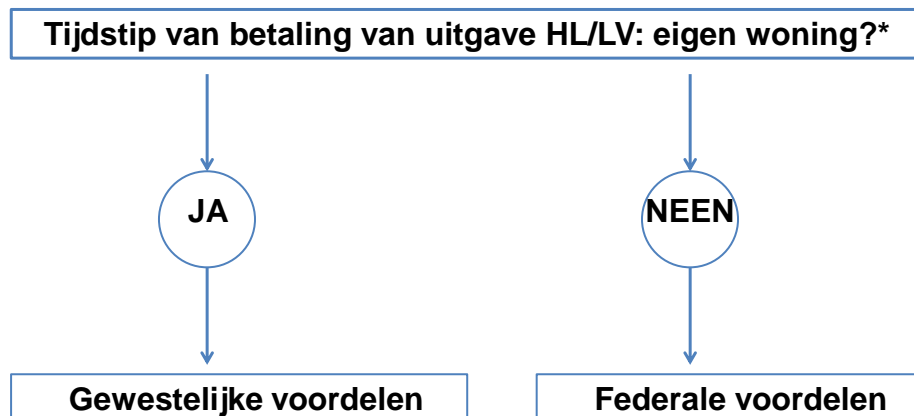 Tijdstip van betaling van uitgave HL/LV: eigen woning?*
JA
NEEN
Gewestelijke voordelen
Federale voordelen